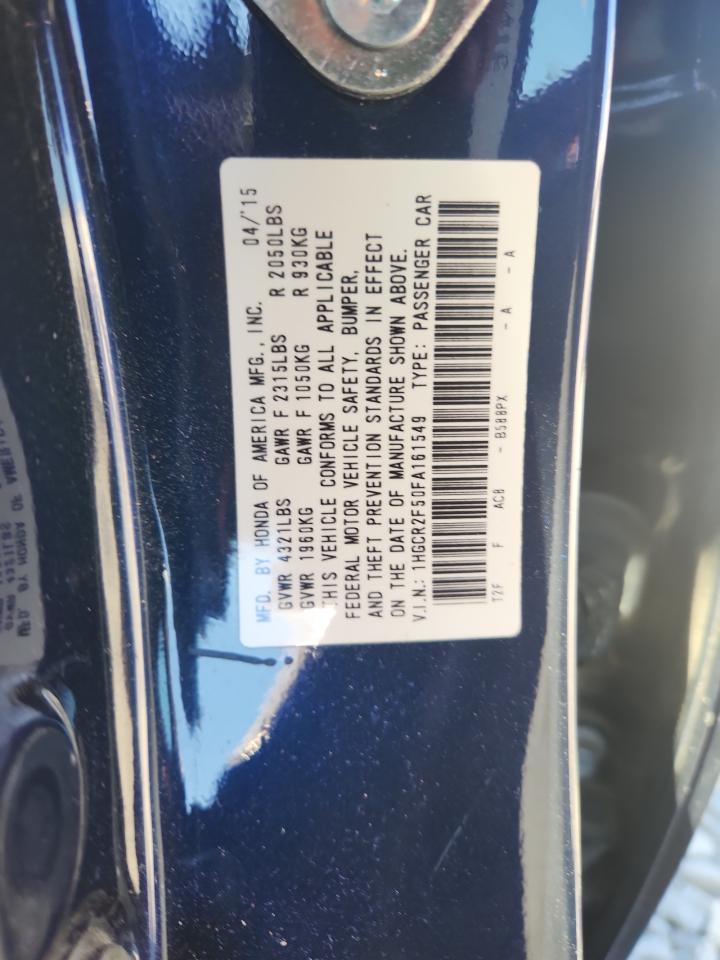 MFD. BY HONDA OF AMERICA MFG., INC. 04/'15
GVWR 4321LBS GAWR F 2315LBS R 2050LBS
GVWR 1960KG GAWR F 1050KG R 930KG
THIS VEHICLE CONFORMS TO ALL APPLICABLE
FEDERAL MOTOR VEHICLE SAFETY, BUMPER,
AND THEFT PREVENTION STANDARDS IN EFFECT
ON THE DATE OF MANUFACTURE SHOWN ABOVE.
V.I.N.: 1HGCR2F50FA161549 TYPE: PASSENGER CAR
T2F F AC8 - B588PX - A - A